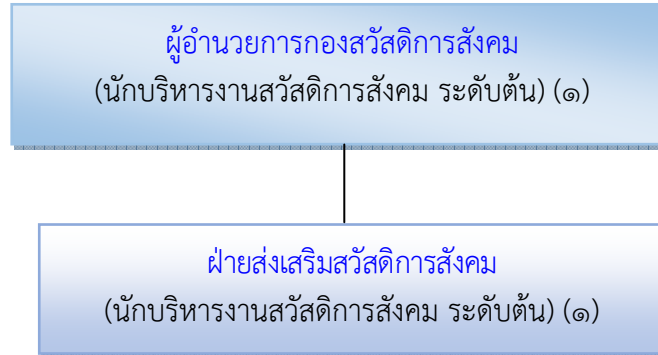 ผู้อำนวยการกองสวัสดิการสังคม
(นักบริหารงานสวัสดิการสังคม ระดับต้น) (๑)
ฝ่ายส่งเสริมสวัสดิการสังคม
(นักบริหารงานสวัสดิการสังคม ระดับต้น) (๑)